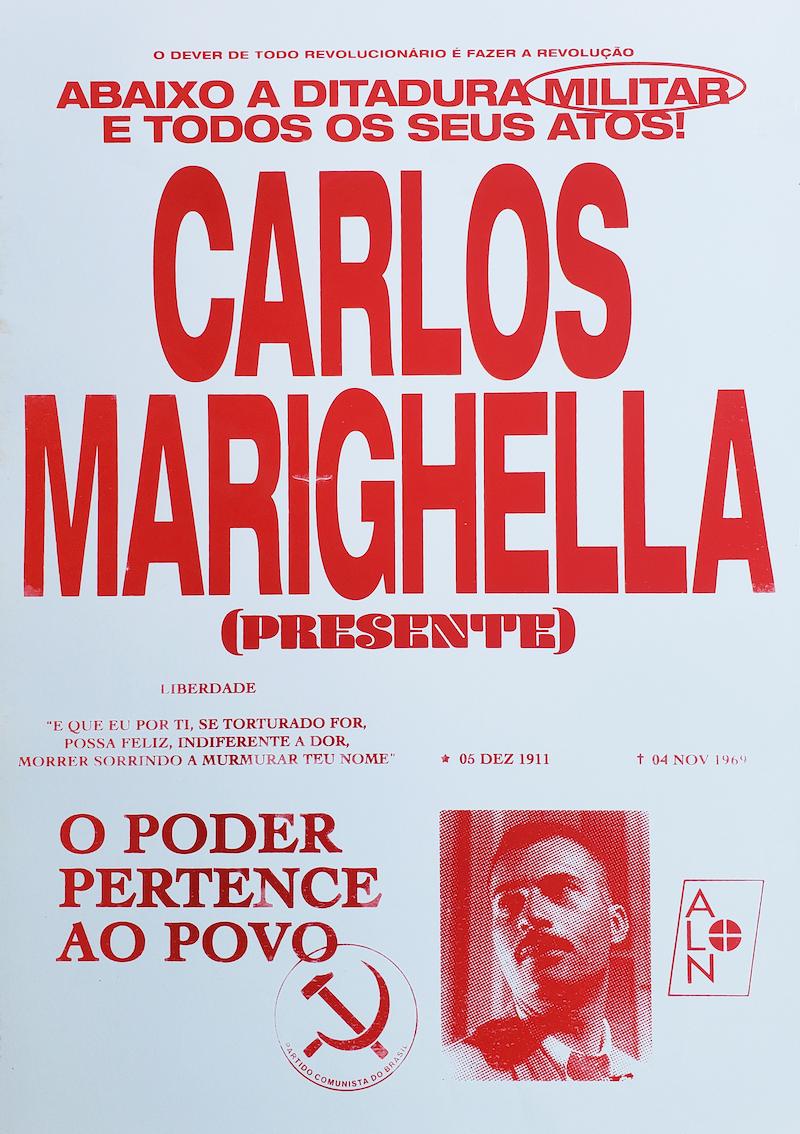 O DEVER DE TODO REVOLUCIONÁRIO É FAZER A REVOLUÇÃO
ABAIXO A DITADURA MILITAR
E TODOS OS SEUS ATOS!
CARLOS
MARIGHELLA
(PRESENTE)
LIBERDADE
"E QUE EU POR TI, SE TORTURADO FOR,
POSSA FELIZ, INDIFERENTE A DOR,
MORRER SORRINDO A MURMURAR TEU NOME"
★ 05 DEZ 1911
† 04 NOV 1969
O PODER
PERTENCE
AO POVO
PARTIDO COMUNISTA DO BRASIL
A
L
N